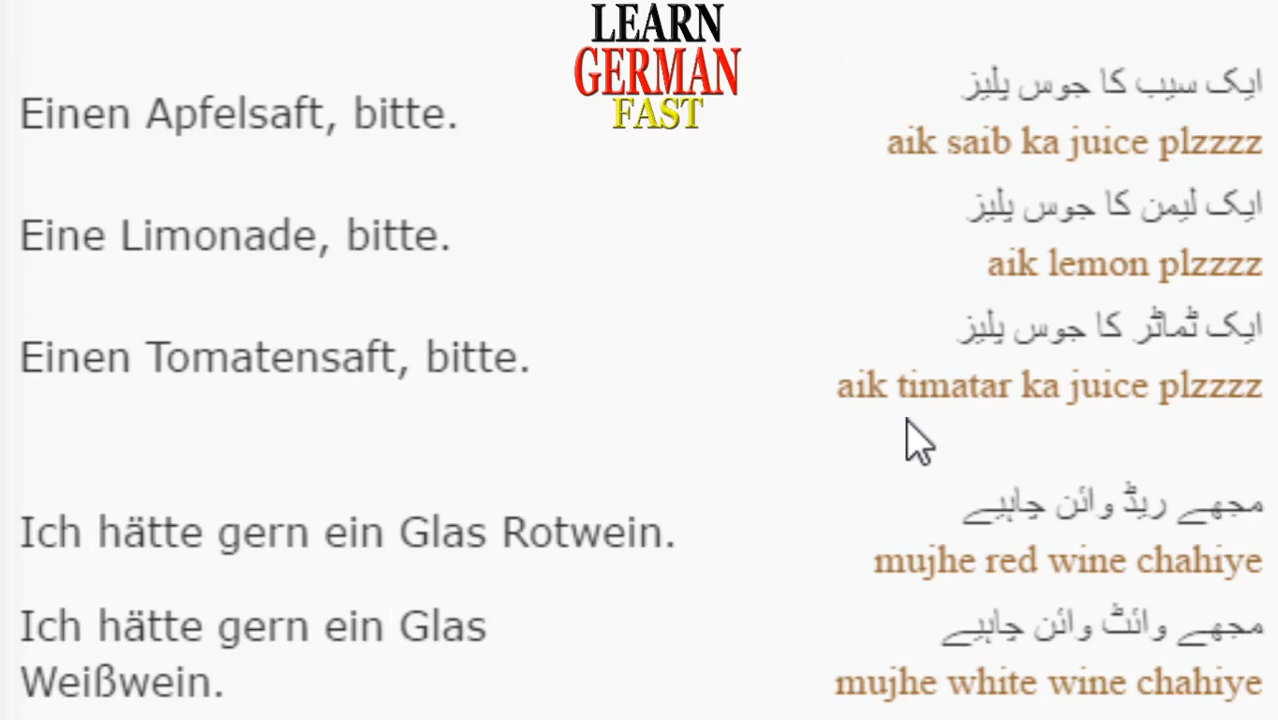 LEARN
GERMAN
FAST
Einen Apfelsaft, bitte.
ایک سیب کا جوس پلیز
aik saib ka juice plzzzz
Eine Limonade, bitte.
ایک لیمن کا جوس پلیز
aik lemon plzzzz
Einen Tomatensaft, bitte.
ایک ٹماٹر کا جوس پلیز
aik timatar ka juice plzzzz
Ich hätte gern ein Glas Rotwein.
مجھے ریڈ وائن چاہیے
mujhe red wine chahiye
Ich hätte gern ein Glas
Weißwein.
مجھے وائٹ وائن چاہیے
mujhe white wine chahiye